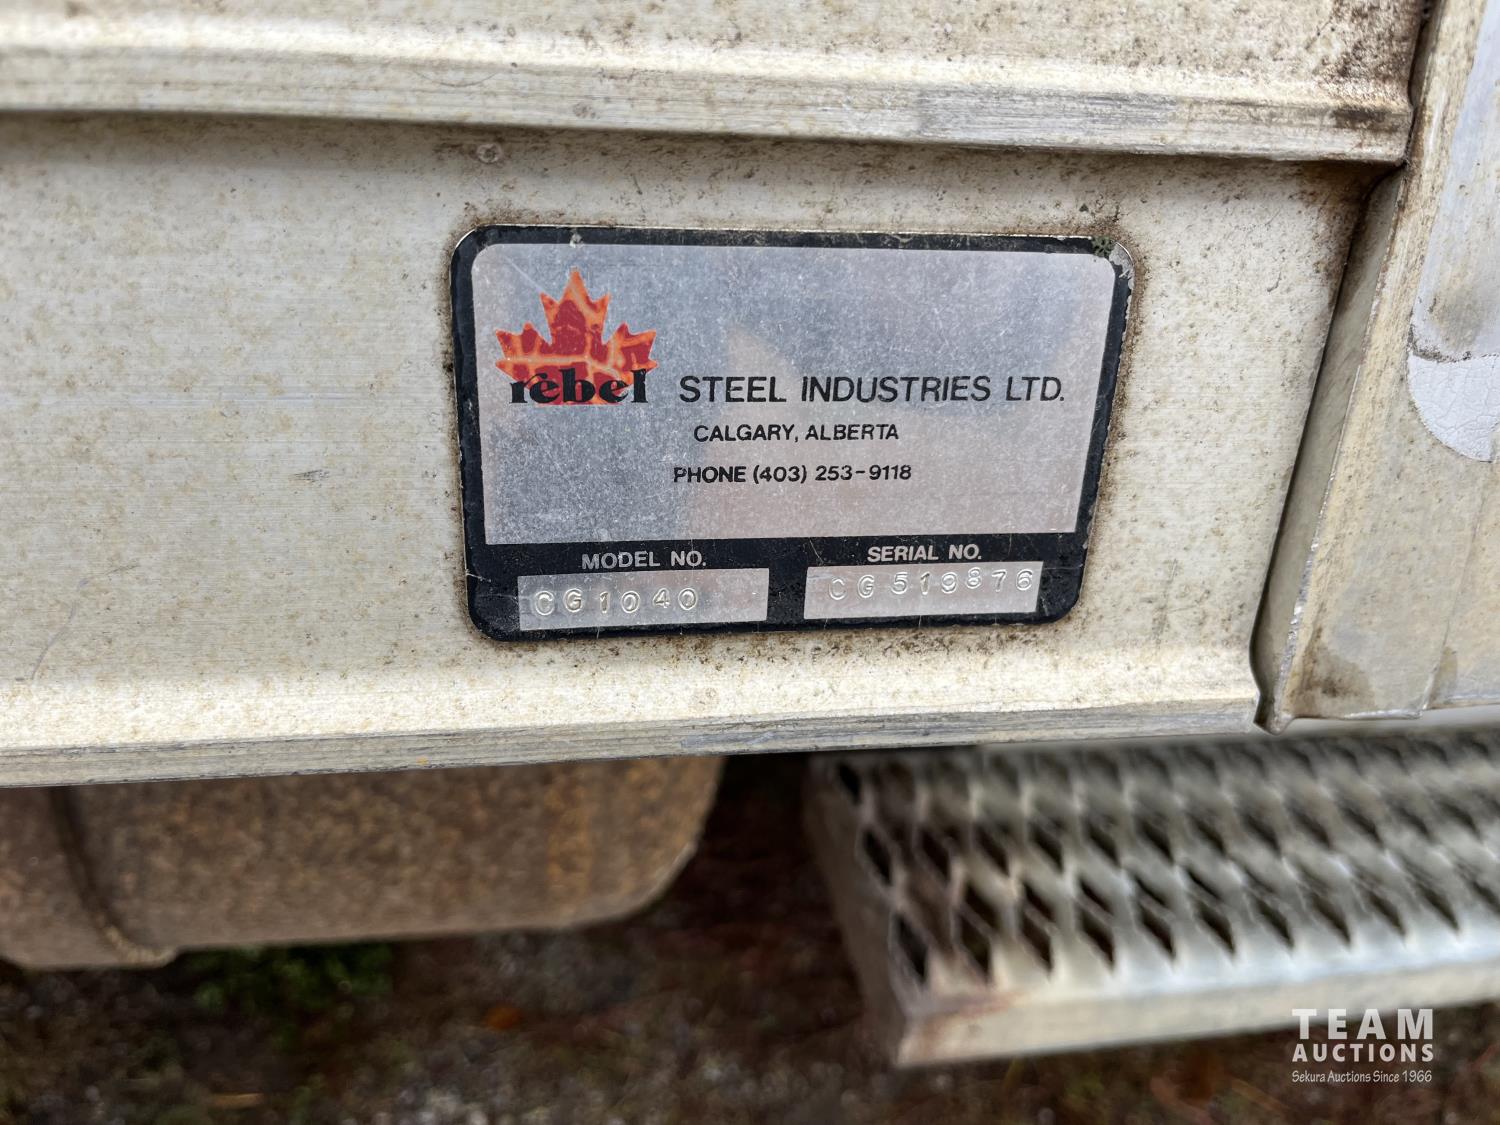 rebel STEEL INDUSTRIES LTD.
CALGARY, ALBERTA
PHONE (403) 253-9118
MODEL NO. SERIAL NO.
CG1040 CG519876
TEAM
AUCTIONS
Sekura Auctions Since 1966